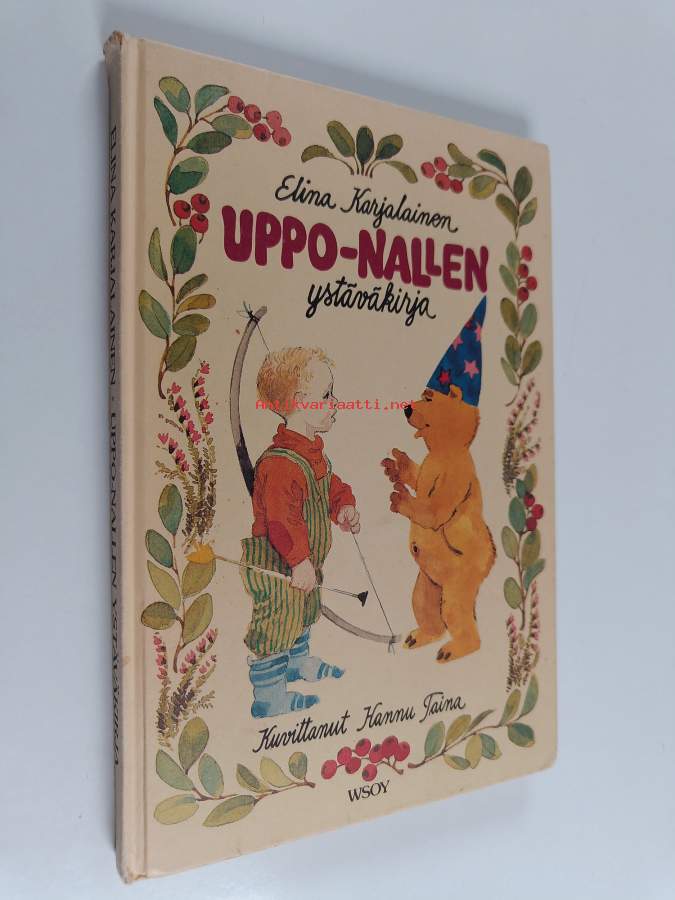 Elina Karjalainen
UPPO-NALLEN
ystäväkirja
Antikvariaatti.net
Kuvittanut Hannu Taina
WSOY
ELINA KARJALAINEN · UPPO-NALLEN YSTÄVÄKIRJA